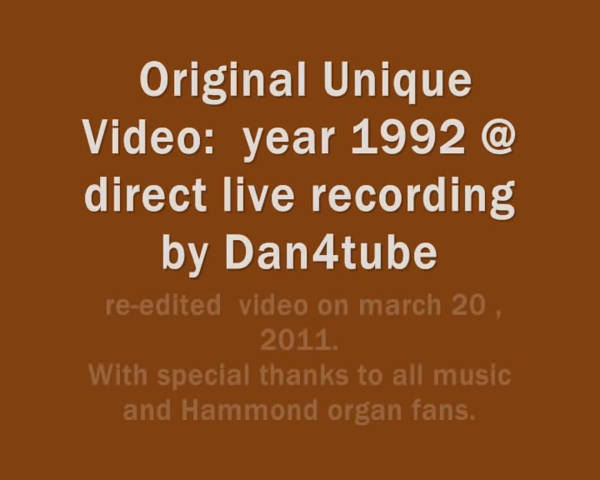 Original Unique
Video:  year 1992 @
direct live recording
by Dan4tube
re-edited  video on march 20 ,
2011.
With special thanks to all music
and Hammond organ fans.